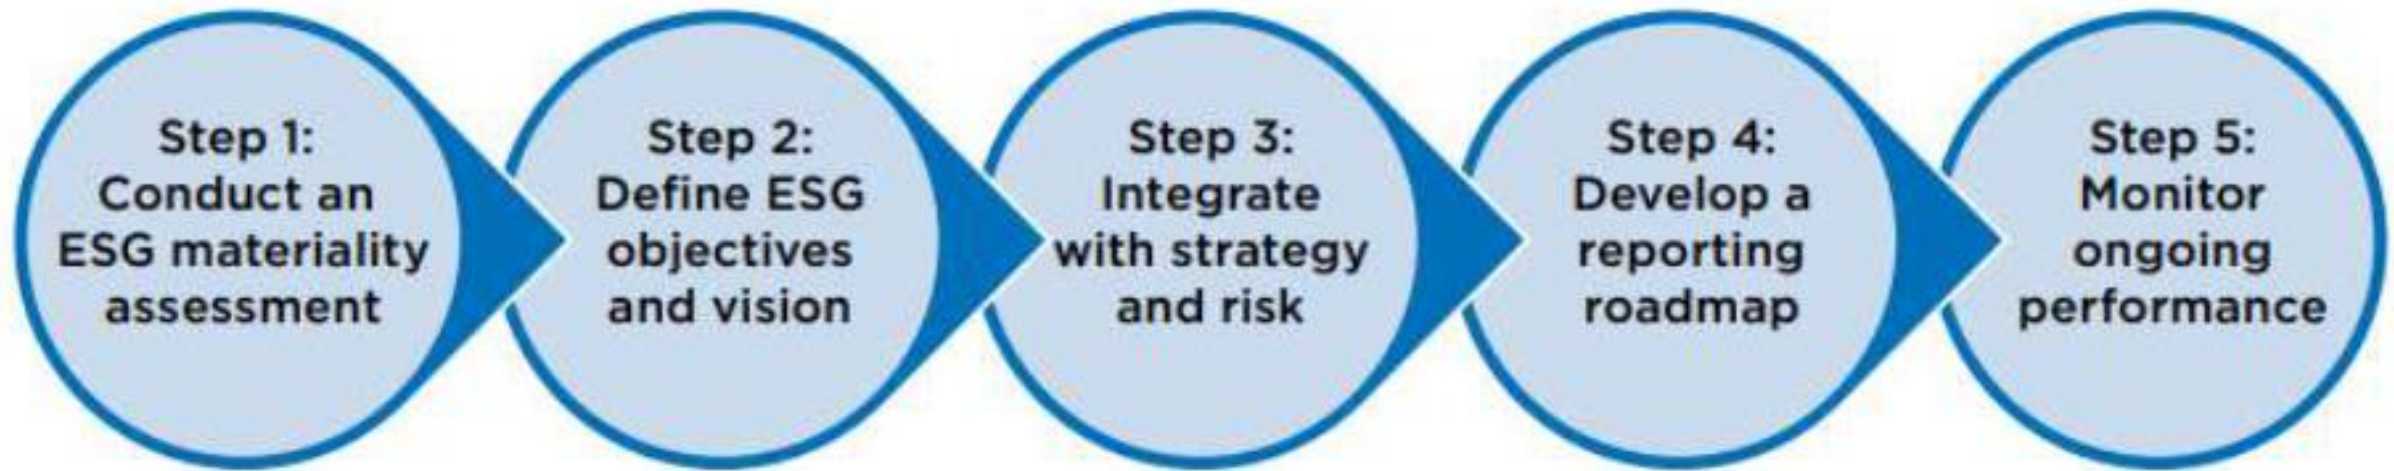 Step 1:
Conduct an
ESG materiality
assessment
Step 2:
Define ESG
objectives
and vision
Step 3:
Integrate
with strategy
and risk
Step 4:
Develop a
reporting
roadmap
Step 5:
Monitor
ongoing
performance